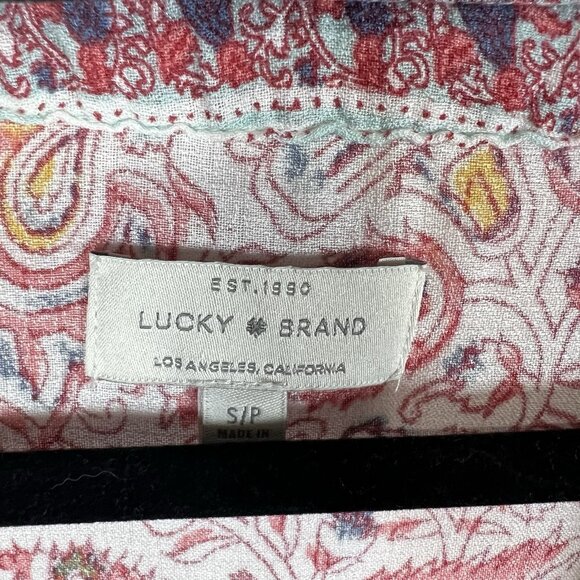 EST. 1990
LUCKY BRAND
LOS ANGELES, CALIFORNIA
S/P
MADE IN